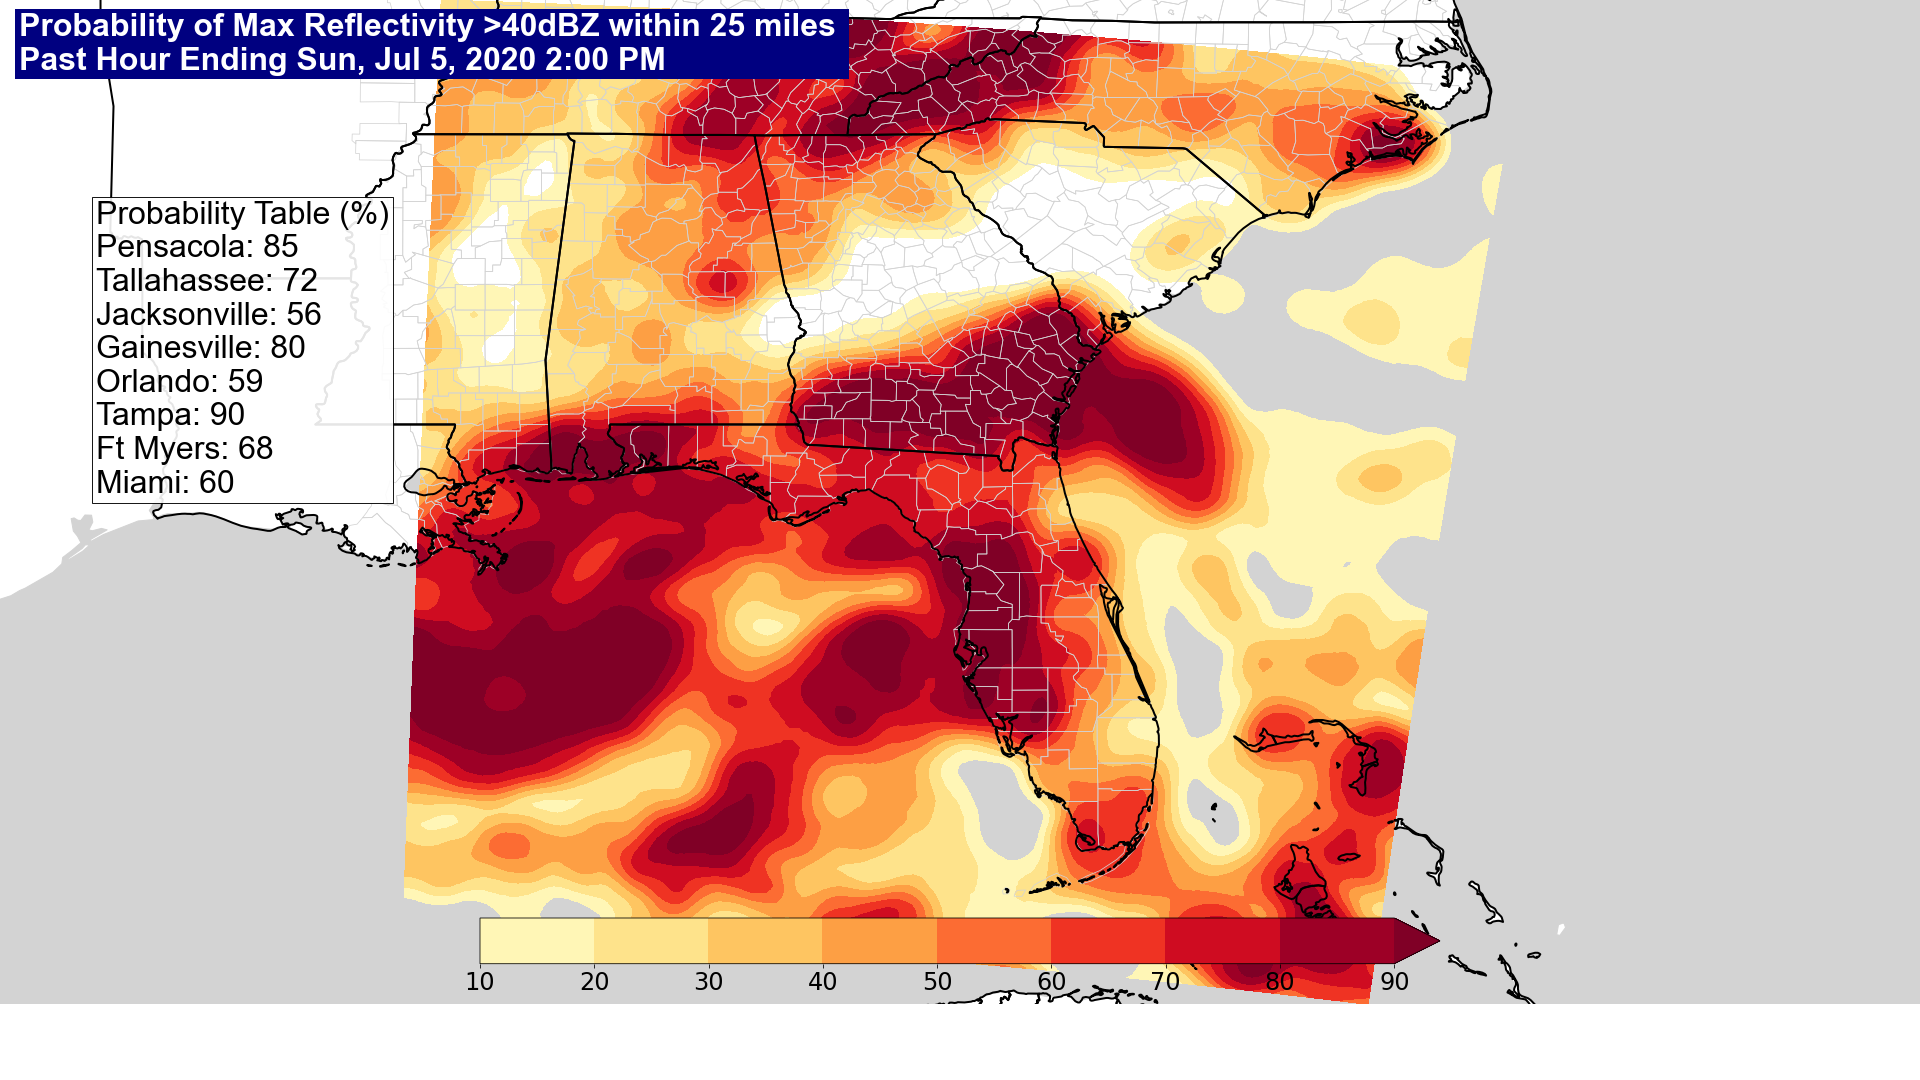 Probability of Max Reflectivity >40dBZ within 25 miles
Past Hour Ending Sun, Jul 5, 2020 2:00 PM
Probability Table (%)
Pensacola: 85
Tallahassee: 72
Jacksonville: 56
Gainesville: 80
Orlando: 59
Tampa: 90
Ft Myers: 68
Miami: 60
10 20 30 40 50 60 70 80 90